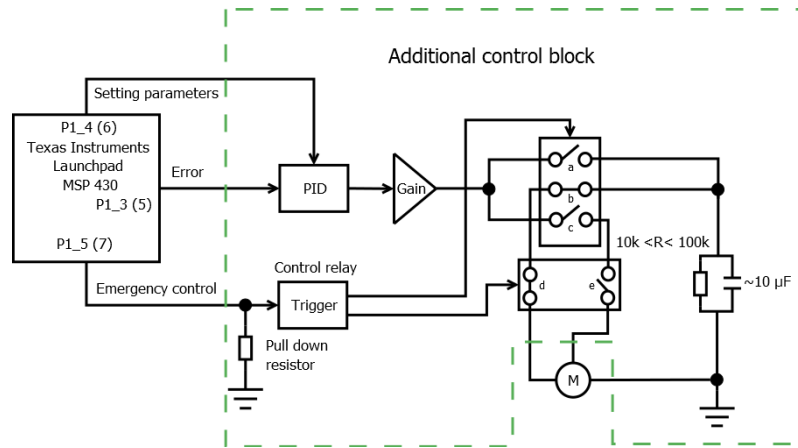 Additional control block
Setting parameters
P1_4 (6)
Texas Instruments
Launchpad
MSP 430
P1_3 (5)
P1_5 (7)
Error
PID
Gain
a
b
c
10k <R< 100k
~10 µF
Emergency control
Control relay
Trigger
d
e
Pull down
resistor
M